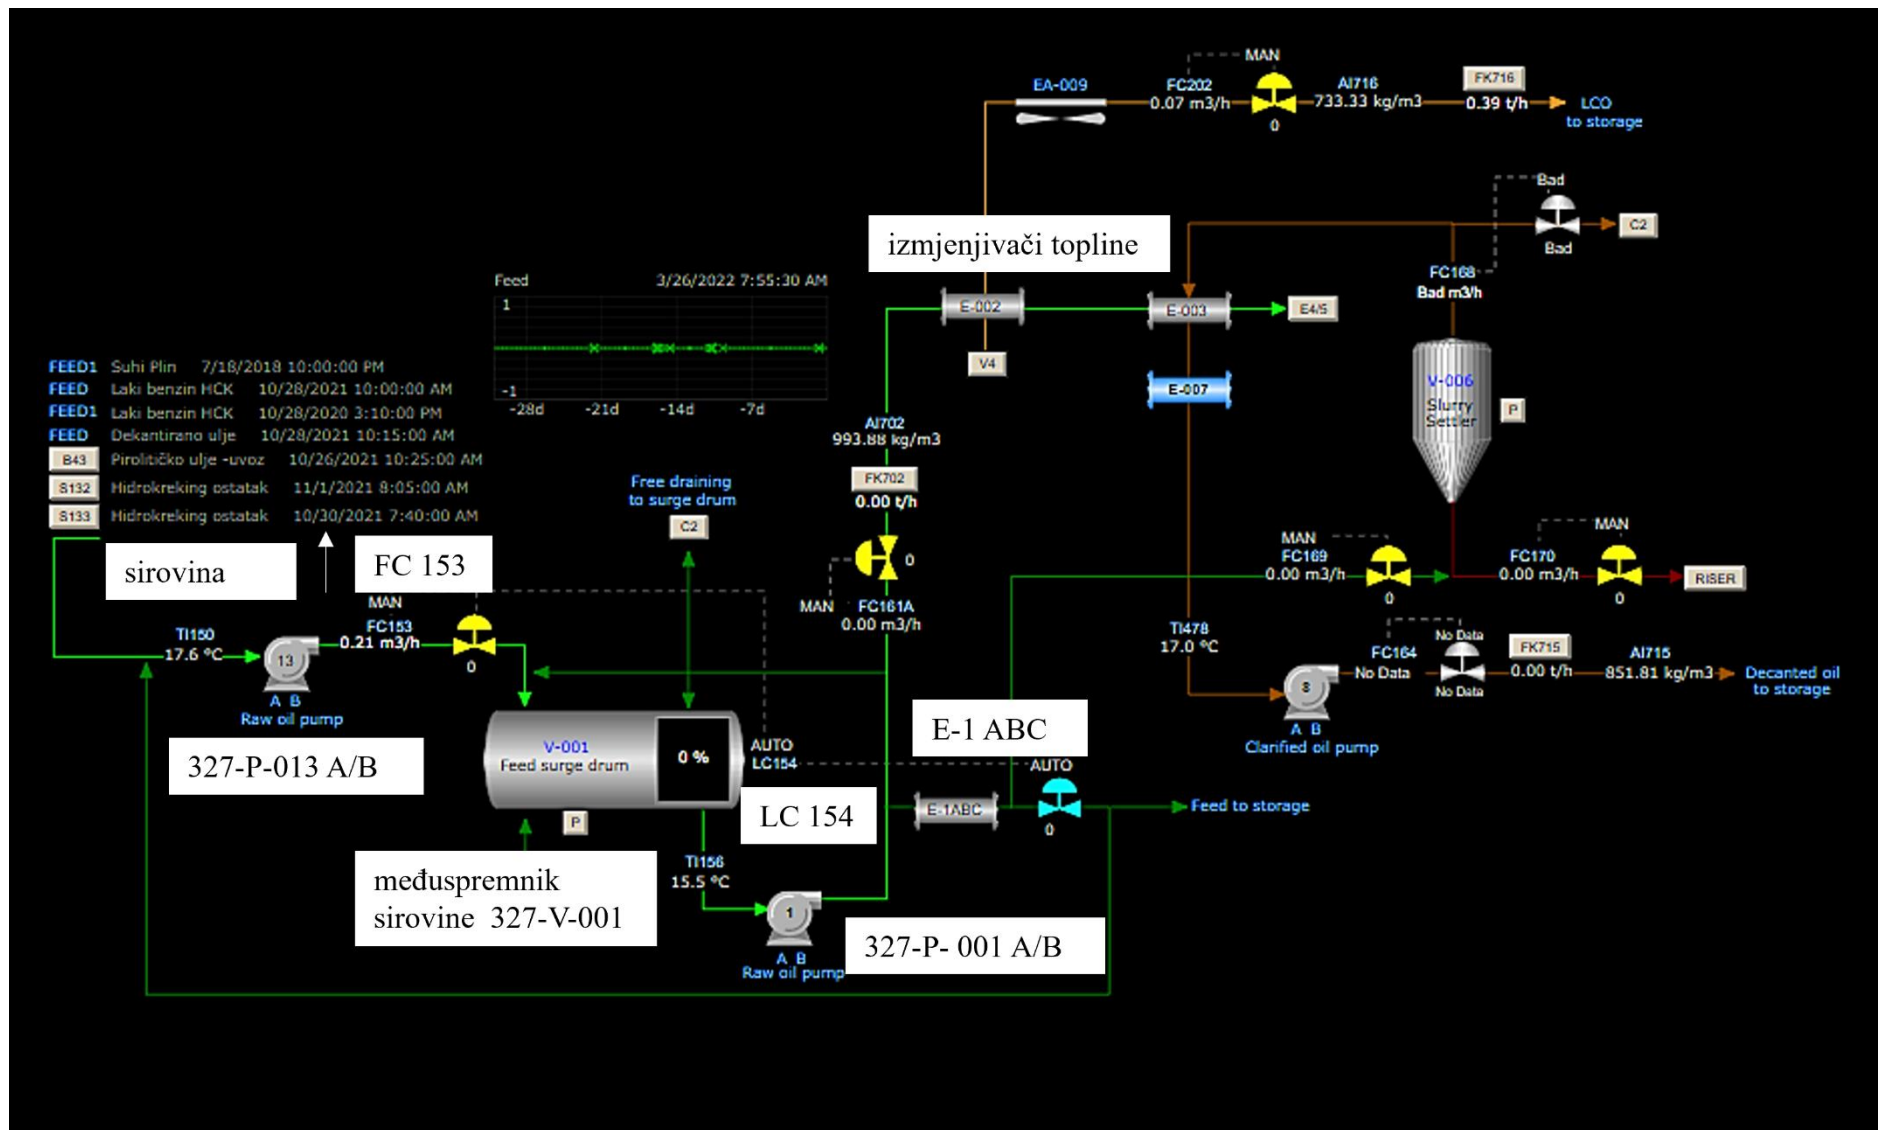 MAN
EA-009
FC202
0.07 m3/h
0
AI716
733.33 kg/m3
FK716
0.39 t/h
LCO
to storage
Bad
Bad
C2
FC168
Bad m3/h
izmjenjivači topline
Feed 3/26/2022 7:55:30 AM
1
-1
-28d -21d -14d -7d
E-002
E-003
E4/5
V4
E-007
V-006
Slurry
Settler
P
FEED1 Suhi Plin 7/18/2018 10:00:00 PM
FEED Laki benzin HCK 10/28/2021 10:00:00 AM
FEED1 Laki benzin HCK 10/28/2020 3:10:00 PM
FEED Dekantirano ulje 10/28/2021 10:15:00 AM
B43 Pirolitičko ulje -uvoz 10/26/2021 10:25:00 AM
S132 Hidrokreking ostatak 11/1/2021 8:05:00 AM
S133 Hidrokreking ostatak 10/30/2021 7:40:00 AM
AI702
993.88 kg/m3
FK702
0.00 t/h
0
MAN
FC161A
0.00 m3/h
Free draining
to surge drum
C2
sirovina
FC 153
MAN
FC153
0.21 m3/h
0
TI150
17.6 ºC
13
A B
Raw oil pump
327-P-013 A/B
MAN
FC169
0.00 m3/h
0
MAN
FC170
0.00 m3/h
0
RISER
TI478
17.0 ºC
FC164
No Data
No Data
No Data
FK715
0.00 t/h
AI715
851.81 kg/m3
Decanted oil
to storage
8
A B
Clarified oil pump
V-001
Feed surge drum
0 %
AUTO
LC154
P
E-1 ABC
AUTO
0
E-1ABC
Feed to storage
LC 154
međuspremnik
sirovine 327-V-001
TI156
15.5 ºC
1
A B
Raw oil pump
327-P- 001 A/B